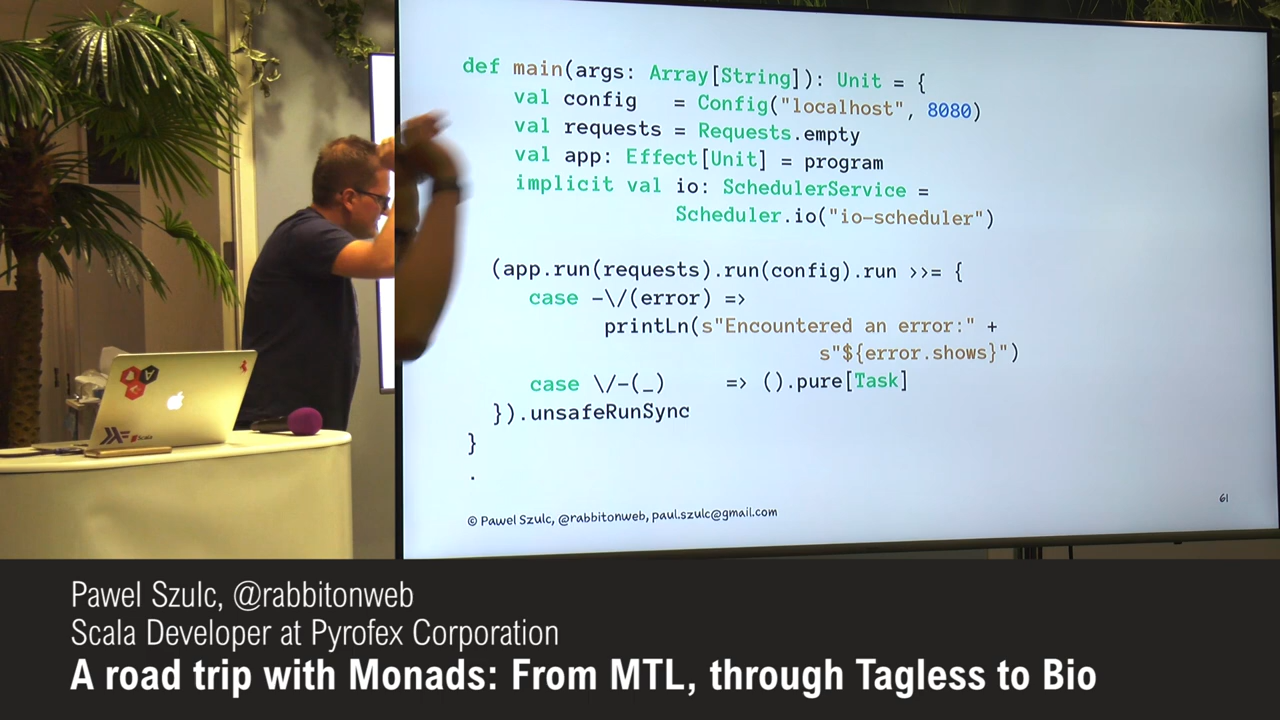 def main(args: Array[String]): Unit = {
val config = Config("localhost", 8080)
val requests = Requests.empty
val app: Effect[Unit] = program
implicit val io: SchedulerService =
Scheduler.io("io-scheduler")
(app.run(requests).run(config).run >>= {
case -\/(error) =>
printLn(s"Encountered an error:" +
s"${error.shows}")
case \/-(_) => ().pure[Task]
}).unsafeRunSync
}
.
© Pawel Szulc, @rabbitonweb, paul.szulc@gmail.com
61
Scala
Pawel Szulc, @rabbitonweb
Scala Developer at Pyrofex Corporation
A road trip with Monads: From MTL, through Tagless to Bio